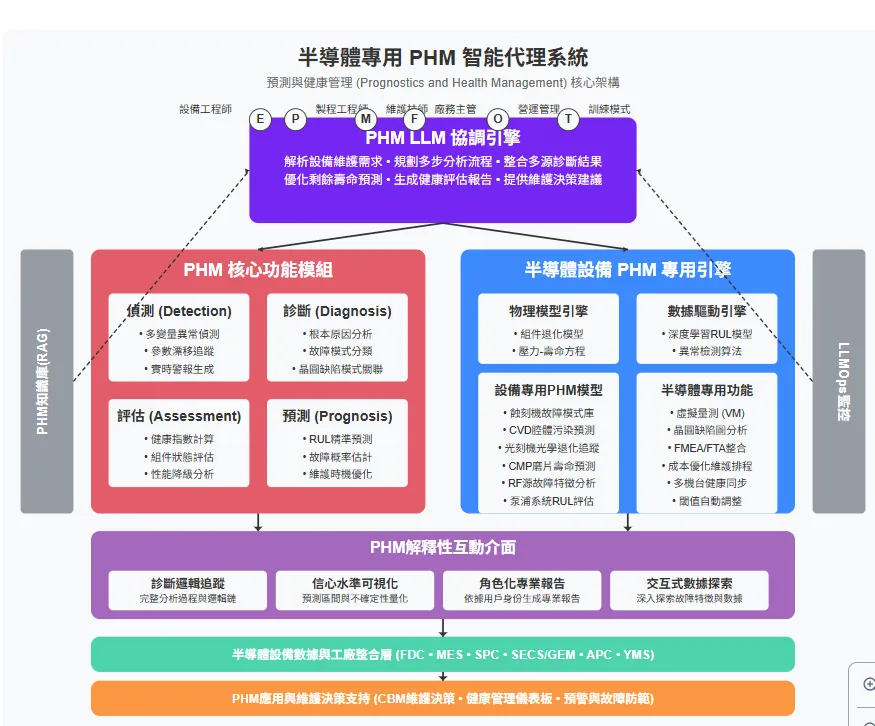 半導體專用 PHM 智能代理系統
預測與健康管理 (Prognostics and Health Management) 核心架構
設備工程師 製程工程師 維護技師 廠務主管 營運管理 訓練模式
E P M F O T
PHM LLM 協調引擎
解析設備維護需求 • 規劃多步分析流程 • 整合多源診斷結果
優化剩餘壽命預測 • 生成健康評估報告 • 提供維護決策建議
PHM知識庫(RAG)
PHM 核心功能模組
偵測 (Detection)
• 多變量異常偵測
• 參數漂移追蹤
• 實時警報生成
診斷 (Diagnosis)
• 根本原因分析
• 故障模式分類
• 晶圓缺陷模式關聯
評估 (Assessment)
• 健康指數計算
• 組件狀態評估
• 性能降級分析
預測 (Prognosis)
• RUL精準預測
• 故障概率估計
• 維護時機優化
半導體設備 PHM 專用引擎
物理模型引擎
• 組件退化模型
• 壓力-壽命方程
數據驅動引擎
• 深度學習RUL模型
• 異常檢測算法
設備專用PHM模型
• 蝕刻機故障模式庫
• CVD腔體污染預測
• 光刻機光學退化追蹤
• CMP磨片壽命預測
• RF源故障特徵分析
• 泵浦系統RUL評估
半導體專用功能
• 虛擬量測 (VM)
• 晶圓缺陷圖分析
• FMEA/FTA整合
• 成本優化維護排程
• 多機台健康同步
• 閾值自動調整
LLMOps監控
PHM解釋性互動介面
診斷邏輯追蹤
完整分析過程與邏輯鏈
信心水準可視化
預測區間與不確定性量化
角色化專業報告
依據用戶身份生成專業報告
交互式數據探索
深入探索故障特徵與數據
半導體設備數據與工廠整合層 (FDC • MES • SPC • SECS/GEM • APC • YMS)
PHM應用與維護決策支持 (CBM維護決策 • 健康管理儀表板 • 預警與故障防範)